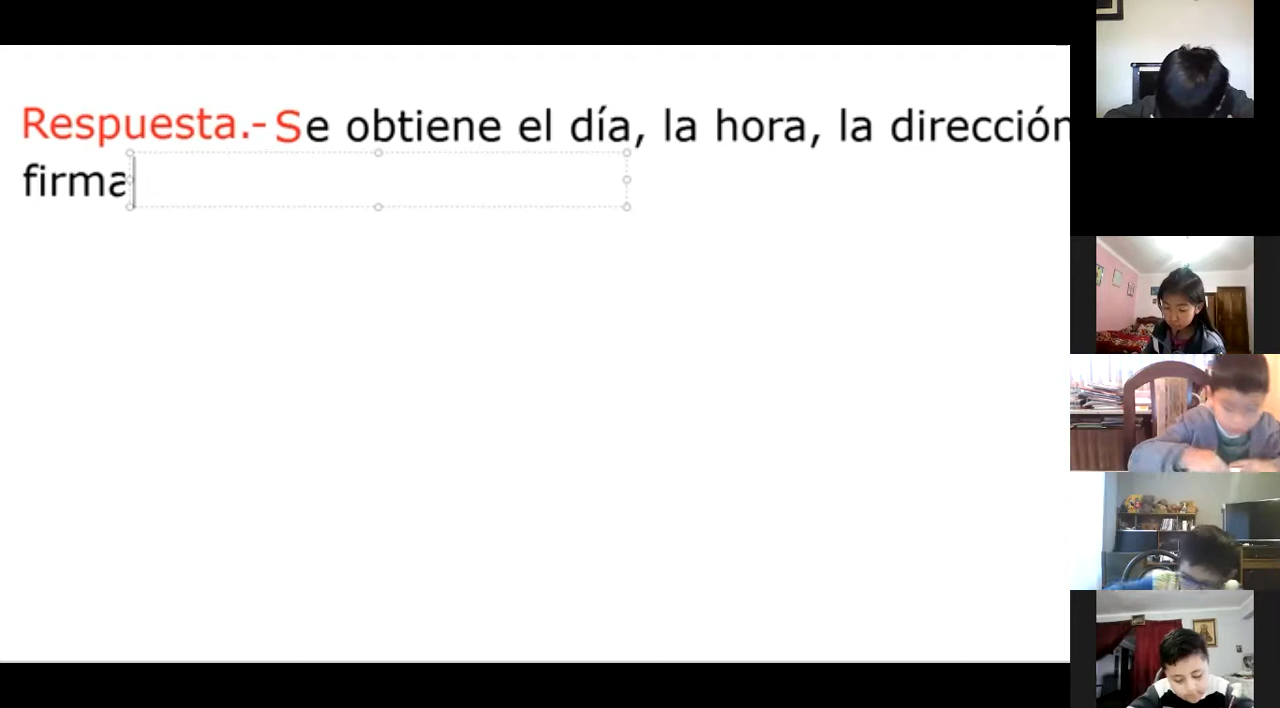 Respuesta.- Se obtiene el día, la hora, la dirección
firma